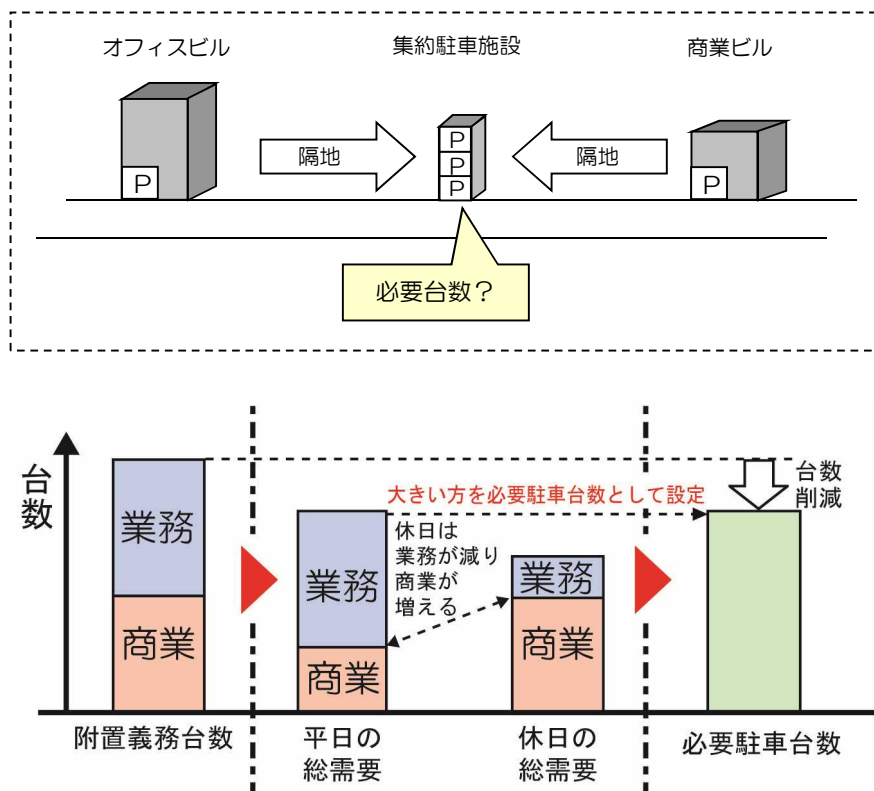 オフィスビル
集約駐車施設
商業ビル
P
隔地
P
P
P
隔地
P
必要台数?
台数
業務
商業
附置義務台数
業務
商業
平日の
総需要
大きい方を必要駐車台数として設定
休日は
業務が減り
商業が
増える
業務
商業
休日の
総需要
台数
削減
必要駐車台数